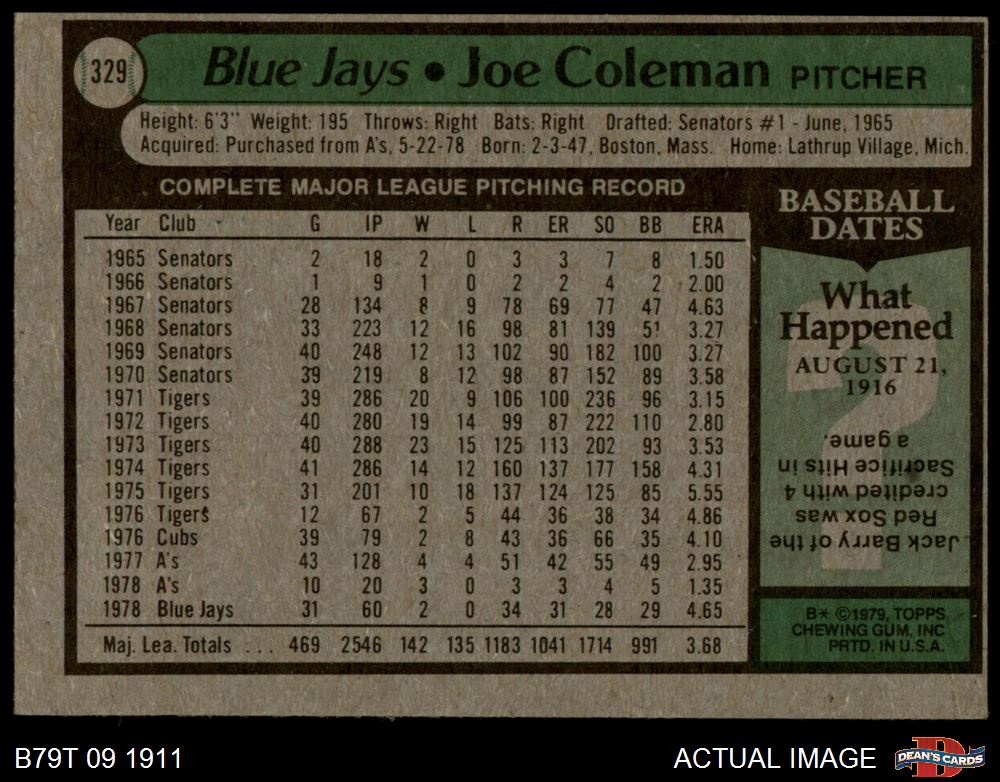 329
Blue Jays • Joe Coleman PITCHER
Height: 6'3" Weight: 195 Throws: Right Bats: Right Drafted: Senators #1 - June, 1965
Acquired: Purchased from A's, 5-22-78 Born: 2-3-47, Boston, Mass. Home: Lathrup Village, Mich.
COMPLETE MAJOR LEAGUE PITCHING RECORD
Year Club G IP W L R ER SO BB ERA
1965 Senators 2 18 2 0 3 3 7 8 1.50
1966 Senators 1 9 1 0 2 2 4 2 2.00
1967 Senators 28 134 8 9 78 69 77 47 4.63
1968 Senators 33 223 12 16 98 81 139 51 3.27
1969 Senators 40 248 12 13 102 90 182 100 3.27
1970 Senators 39 219 8 12 98 87 152 89 3.58
1971 Tigers 39 286 20 9 106 100 236 96 3.15
1972 Tigers 40 280 19 14 99 87 222 110 2.80
1973 Tigers 40 288 23 15 125 113 202 93 3.53
1974 Tigers 41 286 14 12 160 137 177 158 4.31
1975 Tigers 31 201 10 18 137 124 125 85 5.55
1976 Tigers 12 67 2 5 44 36 38 34 4.86
1976 Cubs 39 79 2 8 43 36 66 35 4.10
1977 A's 43 128 4 4 51 42 55 49 2.95
1978 A's 10 20 3 0 3 3 4 5 1.35
1978 Blue Jays 31 60 2 0 34 31 28 29 4.65
Maj. Lea. Totals ... 469 2546 142 135 1183 1041 1714 991 3.68
BASEBALL
DATES
What
Happened
AUGUST 21,
1916
?
Jack Barry of the
Red Sox was
credited with 4
Sacrifice Hits in
a game.
B* ©1979, TOPPS
CHEWING GUM, INC
PRTD. IN U.S.A.
B79T 09 1911
ACTUAL IMAGE
D
DEAN'S CARDS